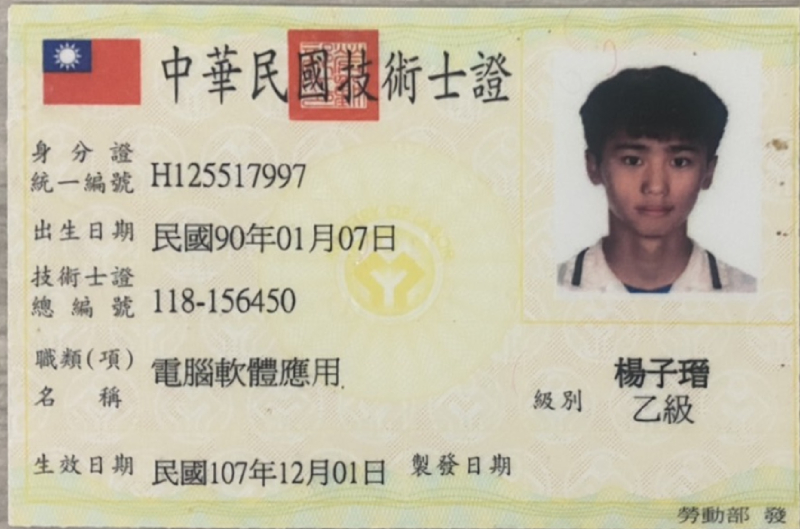 中華民國技術士證
身分證
統一編號 H125517997
出生日期 民國90年01月07日
技術士證
總編號 118-156450
職類(項)
名稱 電腦軟體應用
楊子瑨
級別 乙級
生效日期 民國107年12月01日 製發日期
勞動部 發